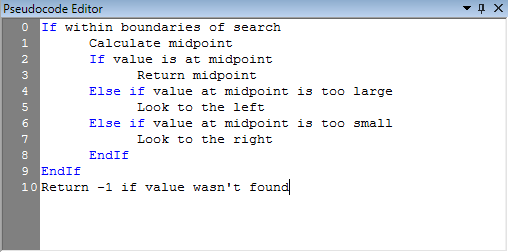 Pseudocode Editor
0 If within boundaries of search
1 Calculate midpoint
2 If value is at midpoint
3 Return midpoint
4 Else if value at midpoint is too large
5 Look to the left
6 Else if value at midpoint is too small
7 Look to the right
8 EndIf
9 EndIf
10 Return -1 if value wasn't found